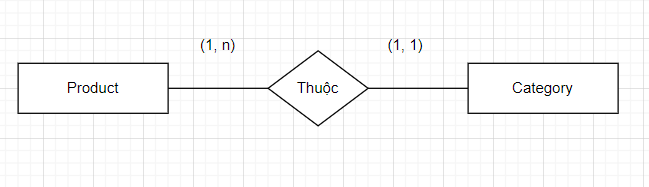 (1, n)
(1, 1)
Product
Thuộc
Category